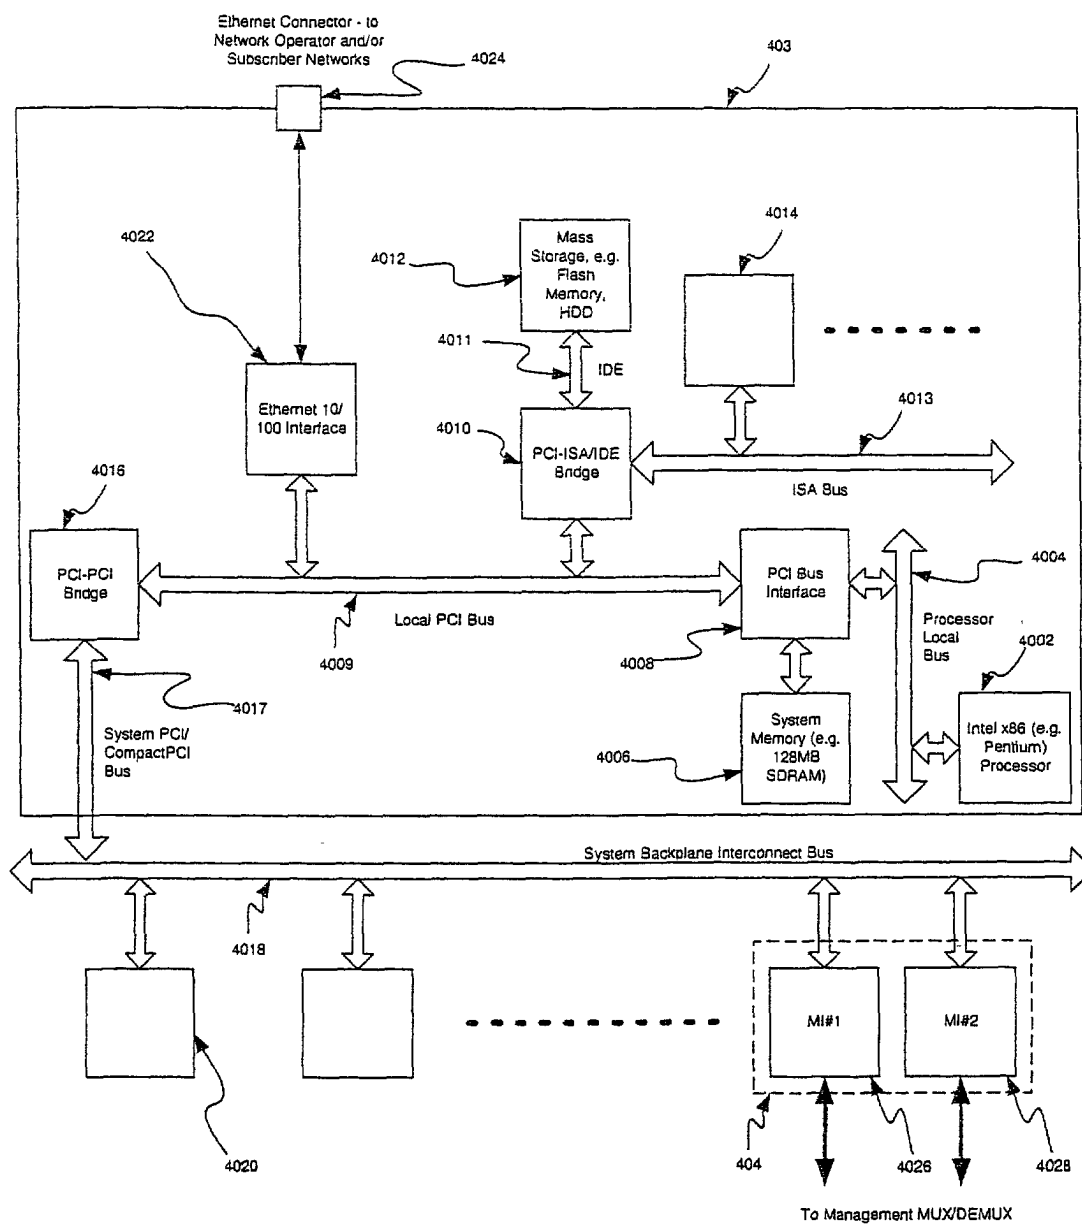 Ethernet Connector - to
Network Operator and/or
Subscriber Networks
4024
403
4022
4012
Mass
Storage, e.g.
Flash
Memory,
HDD
4014
4011
IDE
Ethernet 10/
100 Interface
4010
PCI-ISA/IDE
Bridge
4013
ISA Bus
4016
PCI-PCI
Bridge
PCI Bus
Interface
4004
Local PCI Bus
4009
4008
Processor
Local
Bus
4002
4017
System PCI/
CompactPCI
Bus
4006
System
Memory (e.g.
128MB
SDRAM)
Intel x86 (e.g.
Pentium)
Processor
System Backplane Interconnect Bus
4018
MI#1
MI#2
4020
404
4026
4028
To Management MUX/DEMUX